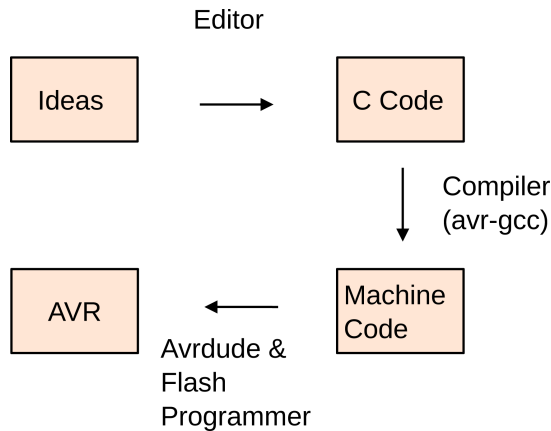 Editor
Ideas
C Code
Compiler
(avr-gcc)
Machine
Code
AVR
Avrdude &
Flash
Programmer